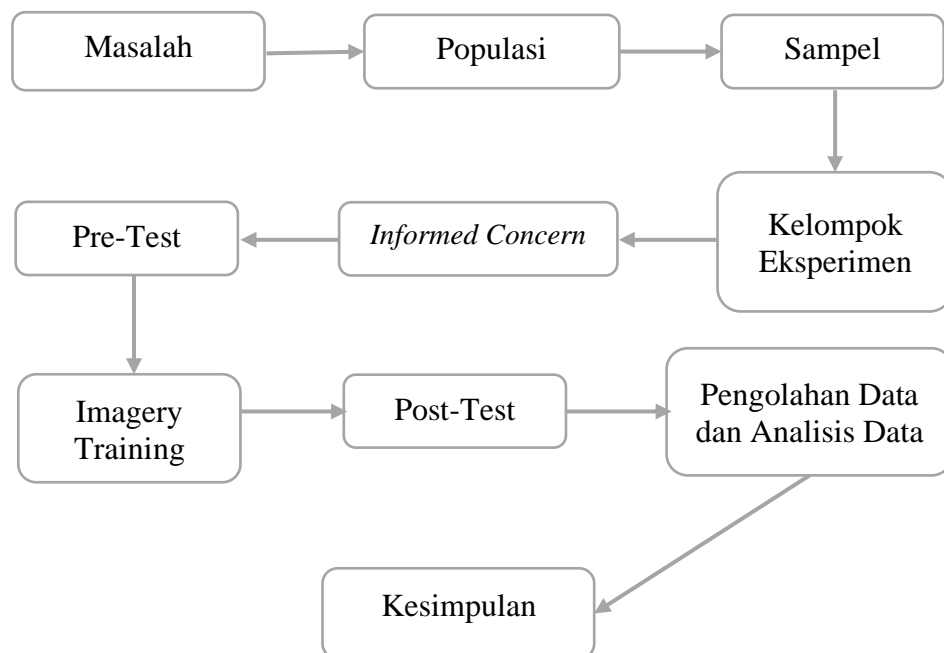 Masalah
Populasi
Sampel
Kelompok
Eksperimen
Informed Concern
Pre-Test
Imagery
Training
Post-Test
Pengolahan Data
dan Analisis Data
Kesimpulan